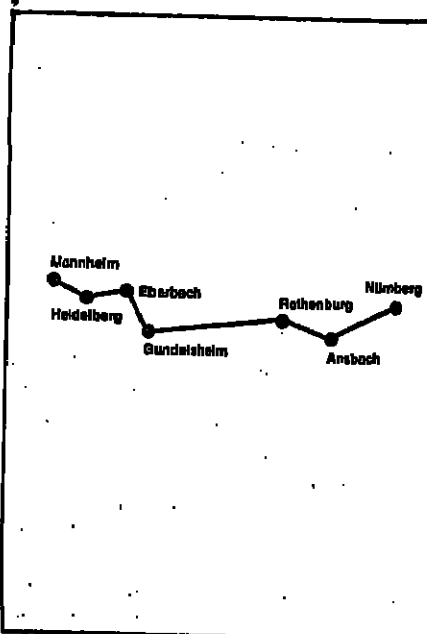 Mannheim
Heidelberg
Eberbach
Gundelsheim
Rothenburg
Ansbach
Nürnberg